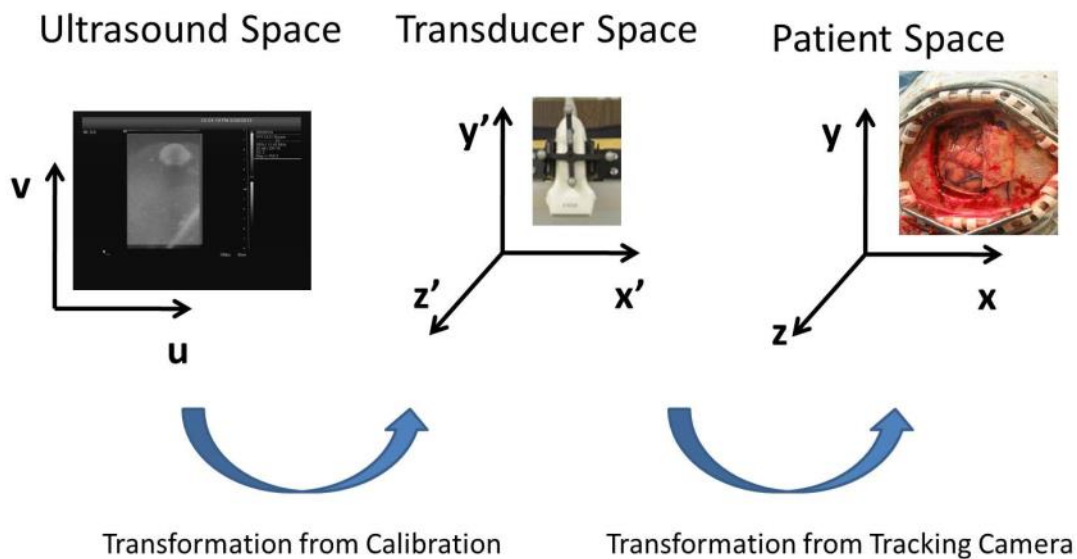 Ultrasound Space
Transducer Space
Patient Space
v
u
y’
z’
x’
y
z
x
Transformation from Calibration
Transformation from Tracking Camera